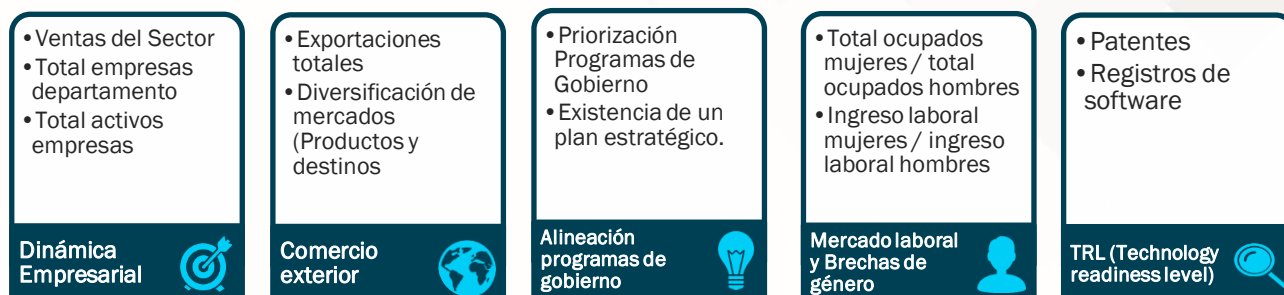 •Ventas del Sector
•Total empresas
departamento
•Total activos
empresas
Dinámica
Empresarial
•Exportaciones
totales
•Diversificación de
mercados
(Productos y
destinos
Comercio
exterior
•Priorización
Programas de
Gobierno
•Existencia de un
plan estratégico.
Alineación
programas de
gobierno
•Total ocupados
mujeres / total
ocupados hombres
•Ingreso laboral
mujeres / ingreso
laboral hombres
Mercado laboral
y Brechas de
género
•Patentes
•Registros de
software
TRL (Technology
readiness level)